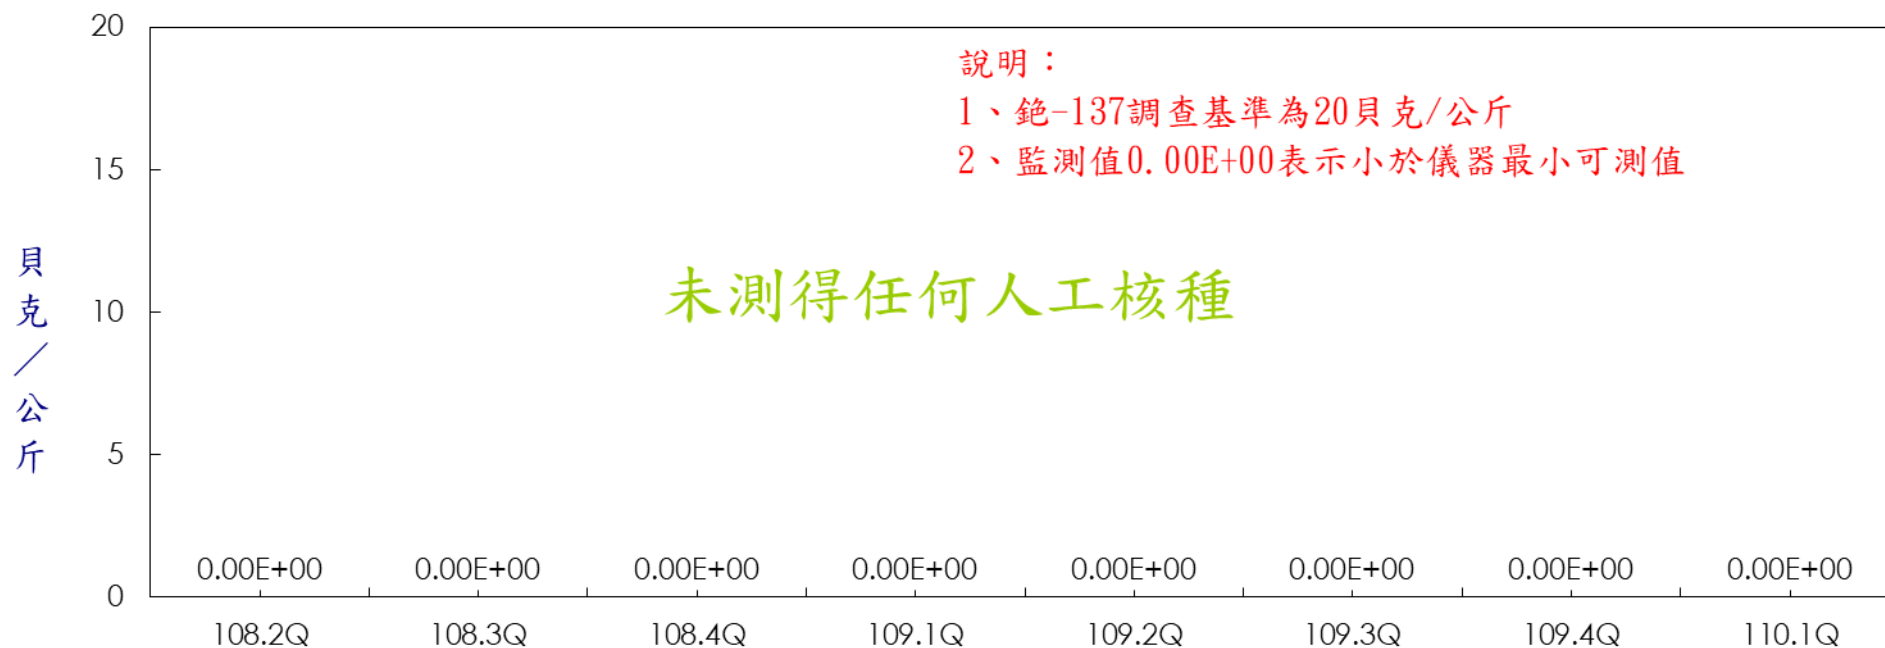 20
說明：
1、銫-137調查基準為20貝克/公斤
2、監測值0.00E+00表示小於儀器最小可測值
15
貝克／公斤
未測得任何人工核種
10
5
0.00E+00 0.00E+00 0.00E+00 0.00E+00 0.00E+00 0.00E+00 0.00E+00 0.00E+00
0
108.2Q 108.3Q 108.4Q 109.1Q 109.2Q 109.3Q 109.4Q 110.1Q